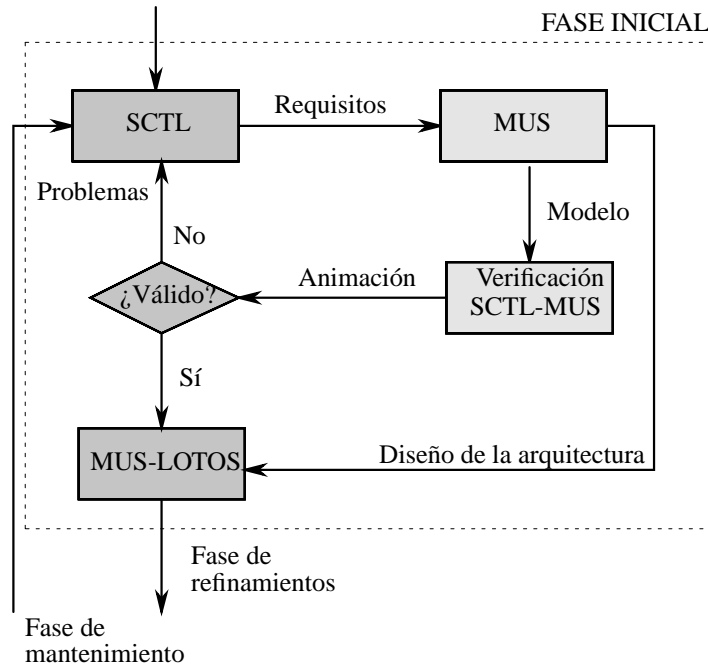 FASE INICIAL
SCTL
Requisitos
MUS
Problemas
No
Modelo
¿Válido?
Animación
Verificación
SCTL-MUS
Sí
MUS-LOTOS
Diseño de la arquitectura
Fase de
refinamientos
Fase de
mantenimiento